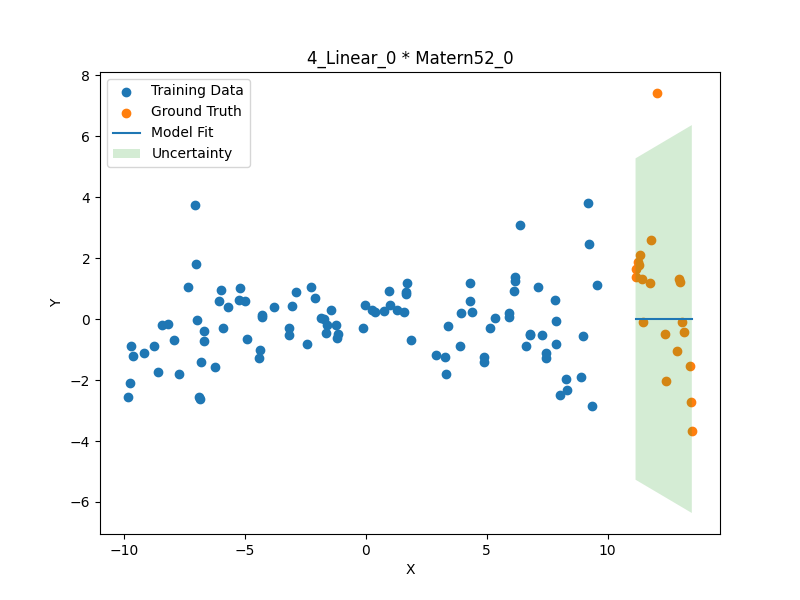 4_Linear_0 * Matern52_0
Training Data
Ground Truth
Model Fit
Uncertainty
8
6
4
2
0
−2
−4
−6
Y
−10
−5
0
5
10
X